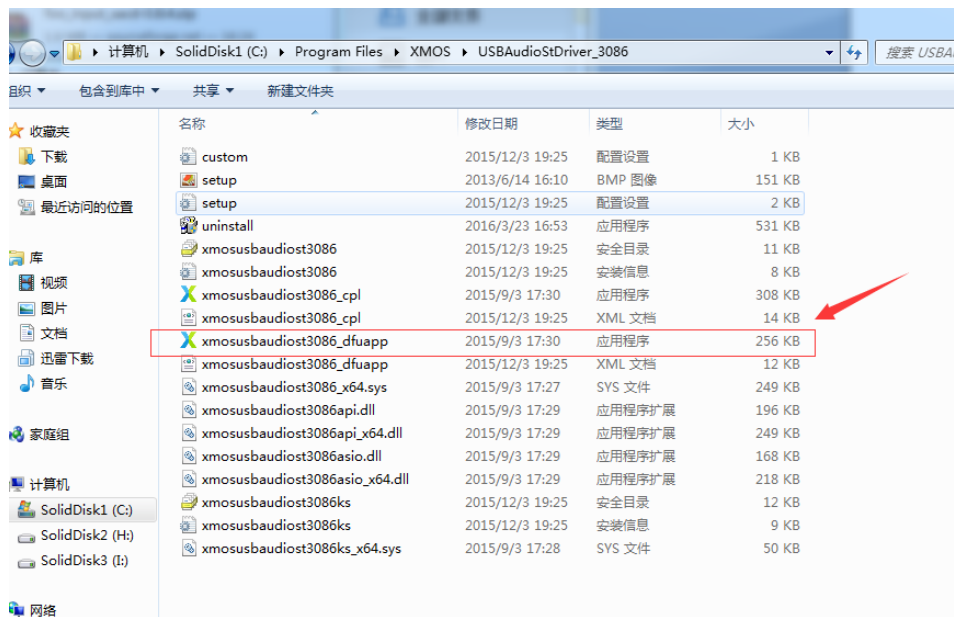 计算机 SolidDisk1 (C:) Program Files XMOS USBAudioStDriver_3086 搜索 USBA
组织 包含到库中 共享 新建文件夹
名称 修改日期 类型 大小
收藏夹
下载
桌面
最近访问的位置
库
视频
图片
文档
迅雷下载
音乐
家庭组
计算机
SolidDisk1 (C:)
SolidDisk2 (H:)
SolidDisk3 (I:)
网络
custom 2015/12/3 19:25 配置设置 1 KB
setup 2013/6/14 16:10 BMP 图像 151 KB
setup 2015/12/3 19:25 配置设置 2 KB
uninstall 2016/3/23 16:53 应用程序 531 KB
xmosusbaudiost3086 2015/12/3 19:25 安全目录 11 KB
xmosusbaudiost3086 2015/12/3 19:25 安装信息 8 KB
xmosusbaudiost3086_cpl 2015/9/3 17:30 应用程序 308 KB
xmosusbaudiost3086_cpl 2015/12/3 19:25 XML 文档 14 KB
xmosusbaudiost3086_dfuapp 2015/9/3 17:30 应用程序 256 KB
xmosusbaudiost3086_dfuapp 2015/12/3 19:25 XML 文档 12 KB
xmosusbaudiost3086_x64.sys 2015/9/3 17:27 SYS 文件 249 KB
xmosusbaudiost3086api.dll 2015/9/3 17:29 应用程序扩展 196 KB
xmosusbaudiost3086api_x64.dll 2015/9/3 17:29 应用程序扩展 249 KB
xmosusbaudiost3086asio.dll 2015/9/3 17:29 应用程序扩展 168 KB
xmosusbaudiost3086asio_x64.dll 2015/9/3 17:29 应用程序扩展 218 KB
xmosusbaudiost3086ks 2015/12/3 19:25 安全目录 12 KB
xmosusbaudiost3086ks 2015/12/3 19:25 安装信息 9 KB
xmosusbaudiost3086ks_x64.sys 2015/9/3 17:28 SYS 文件 50 KB